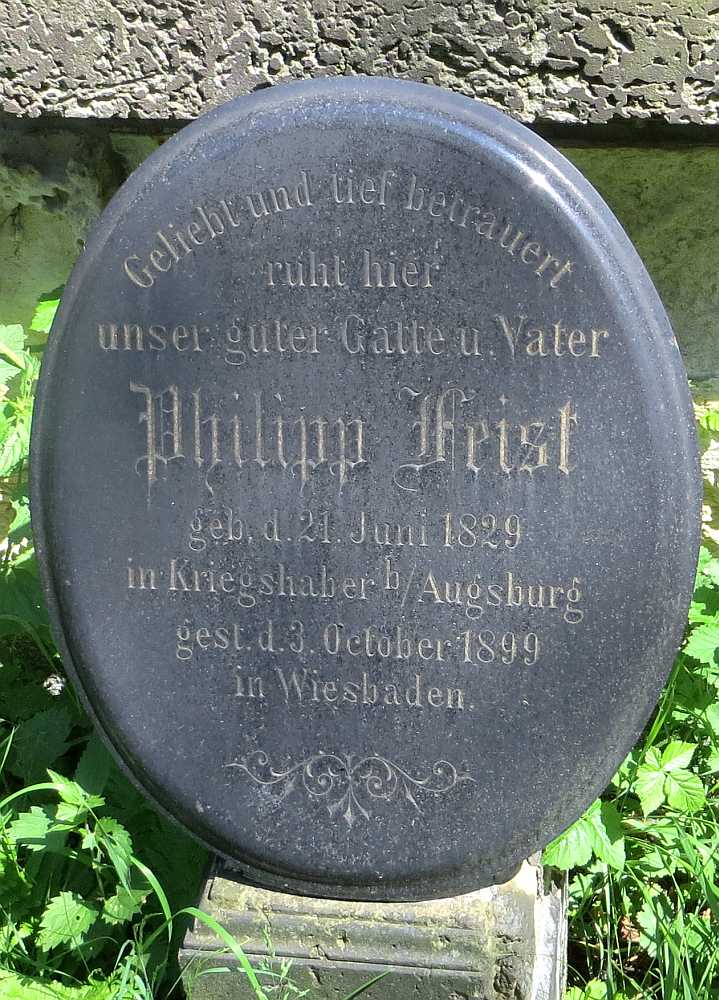 Geliebt und tief betrauert
ruht hier
unser guter Gatte u. Vater
Philipp Feist
geb. d. 21. Juni 1829
in Kriegshaber b/Augsburg
gest. d. 3. October 1899
in Wiesbaden.